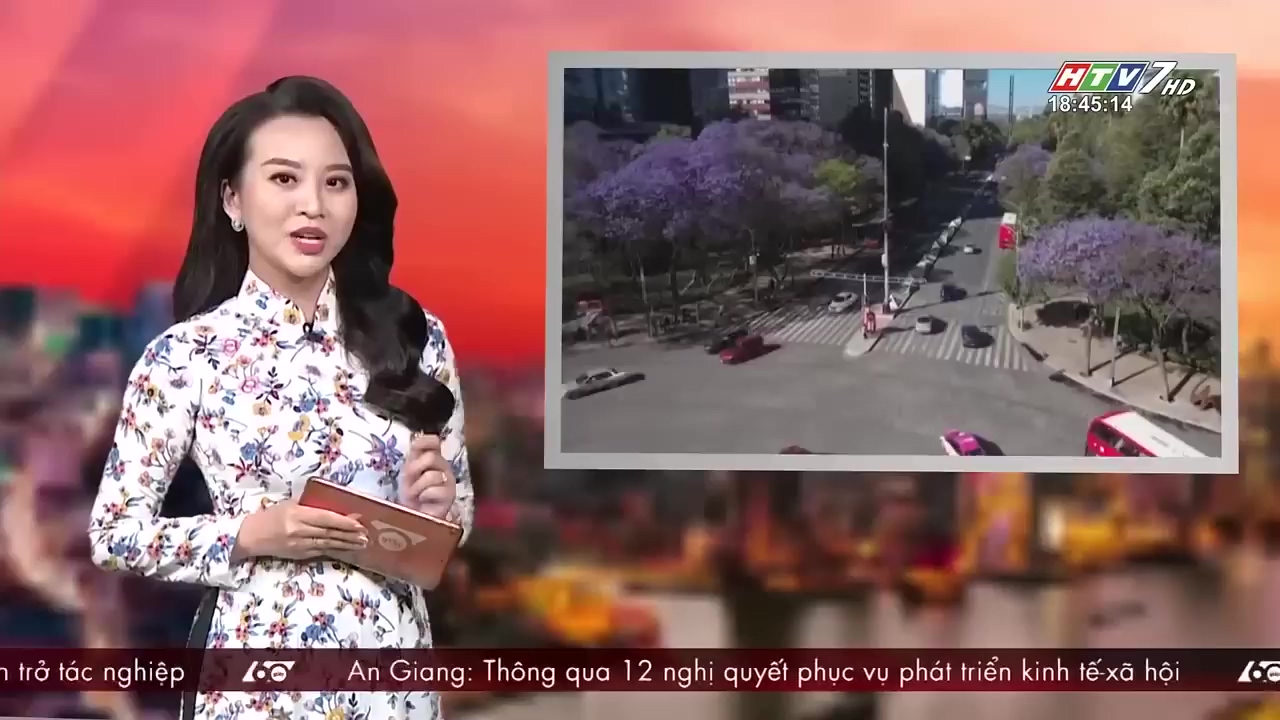 HTV7 HD
18:45:14
trở tác nghiệp
60
An Giang: Thông qua 12 nghị quyết phục vụ phát triển kinh tế-xã hội